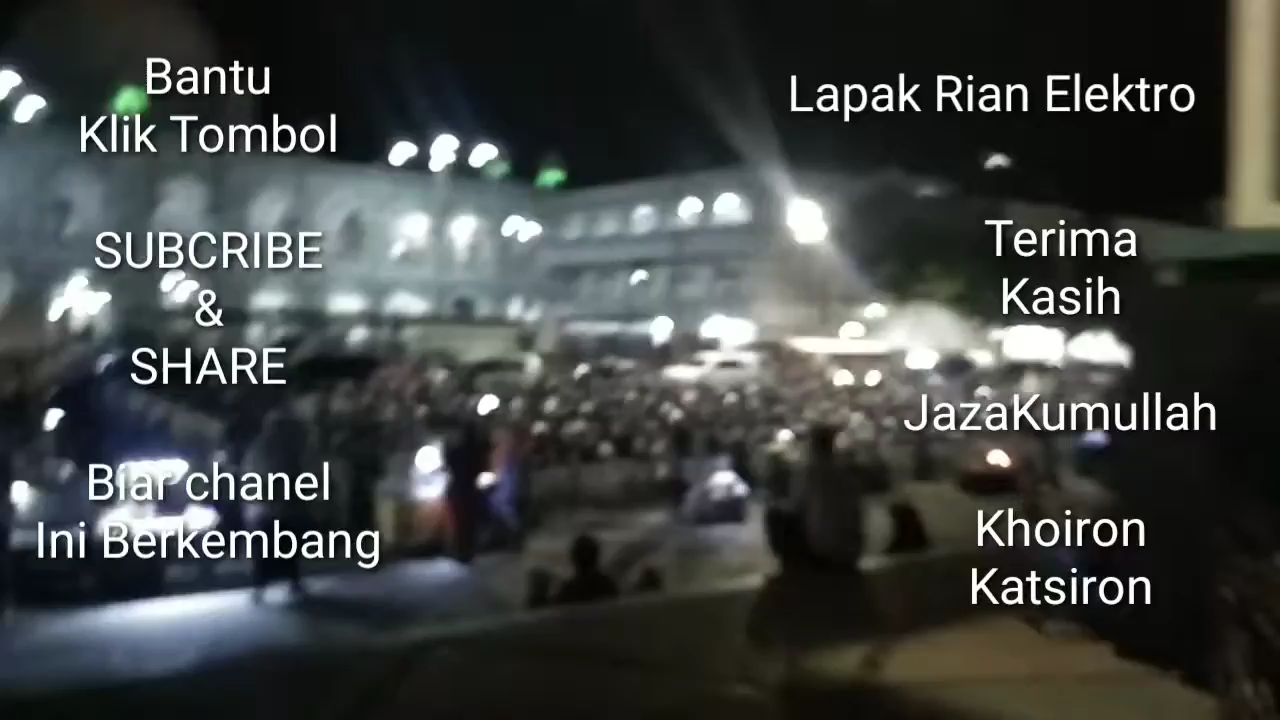 Bantu
Klik Tombol
SUBCRIBE
&
SHARE
Biar chanel
Ini Berkembang
Lapak Rian Elektro
Terima
Kasih
JazaKumullah
Khoiron
Katsiron